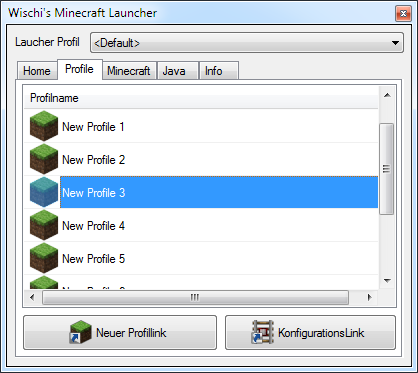 Wischi's Minecraft Launcher
Laucher Profil <Default>
Home Profile Minecraft Java Info
Profilname
New Profile 1
New Profile 2
New Profile 3
New Profile 4
New Profile 5
Neuer Profillink KonfigurationsLink